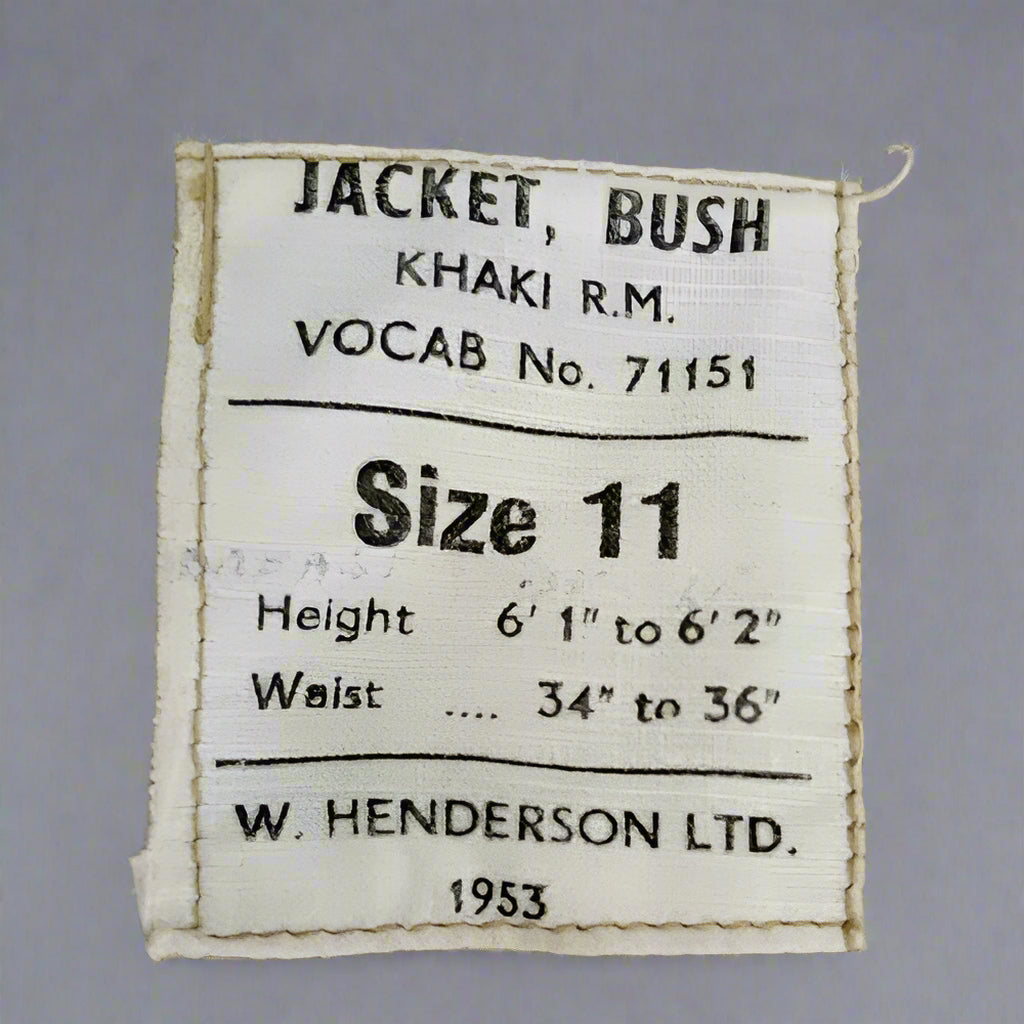 JACKET, BUSH
KHAKI R.M.
VOCAB No. 71151
Size 11
Height 6' 1" to 6' 2"
Waist .... 34" to 36"
W. HENDERSON LTD.
1953